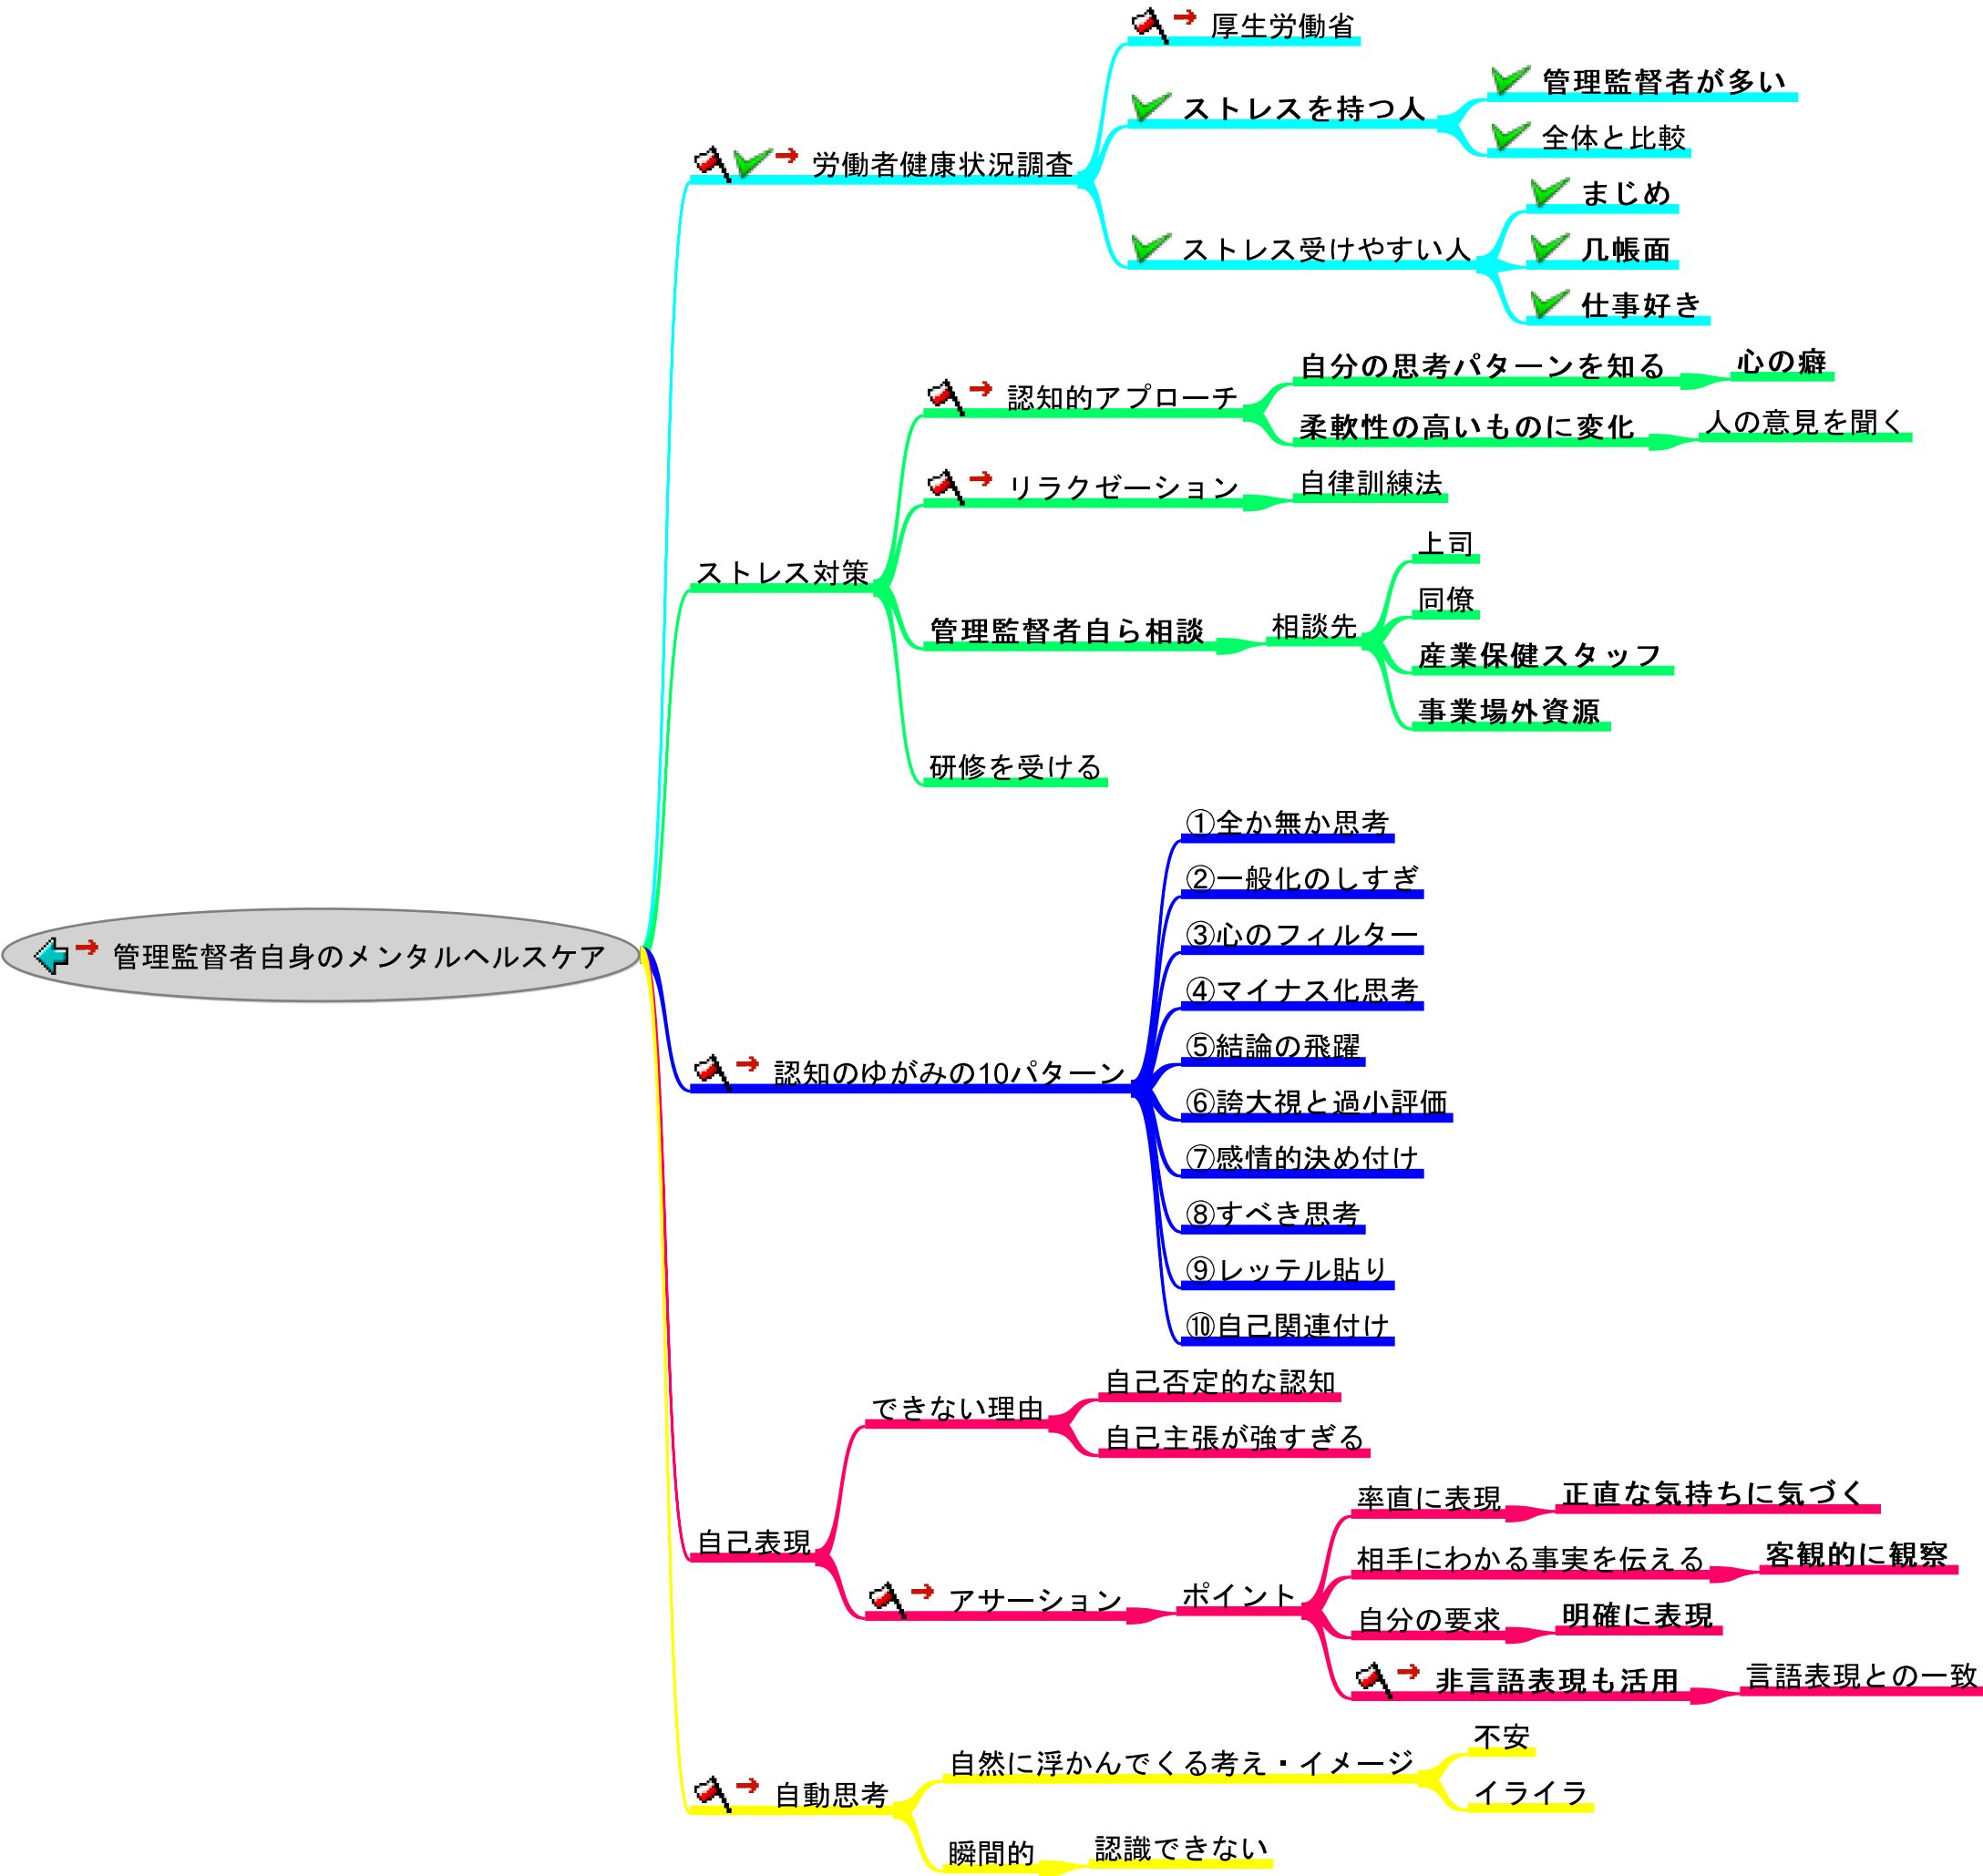 管理監督者自身のメンタルヘルスケア
労働者健康状況調査
厚生労働省
ストレスを持つ人
管理監督者が多い
全体と比較
ストレス受けやすい人
まじめ
几帳面
仕事好き
ストレス対策
認知的アプローチ
自分の思考パターンを知る
心の癖
柔軟性の高いものに変化
人の意見を聞く
リラクゼーション
自律訓練法
管理監督者自ら相談
相談先
上司
同僚
産業保健スタッフ
事業場外資源
研修を受ける
認知のゆがみの10パターン
①全か無か思考
②一般化のしすぎ
③心のフィルター
④マイナス化思考
⑤結論の飛躍
⑥誇大視と過小評価
⑦感情的決め付け
⑧すべき思考
⑨レッテル貼り
⑩自己関連付け
自己表現
できない理由
自己否定的な認知
自己主張が強すぎる
アサーション
ポイント
率直に表現
正直な気持ちに気づく
相手にわかる事実を伝える
客観的に観察
自分の要求
明確に表現
非言語表現も活用
言語表現との一致
自動思考
自然に浮かんでくる考え・イメージ
不安
イライラ
瞬間的
認識できない